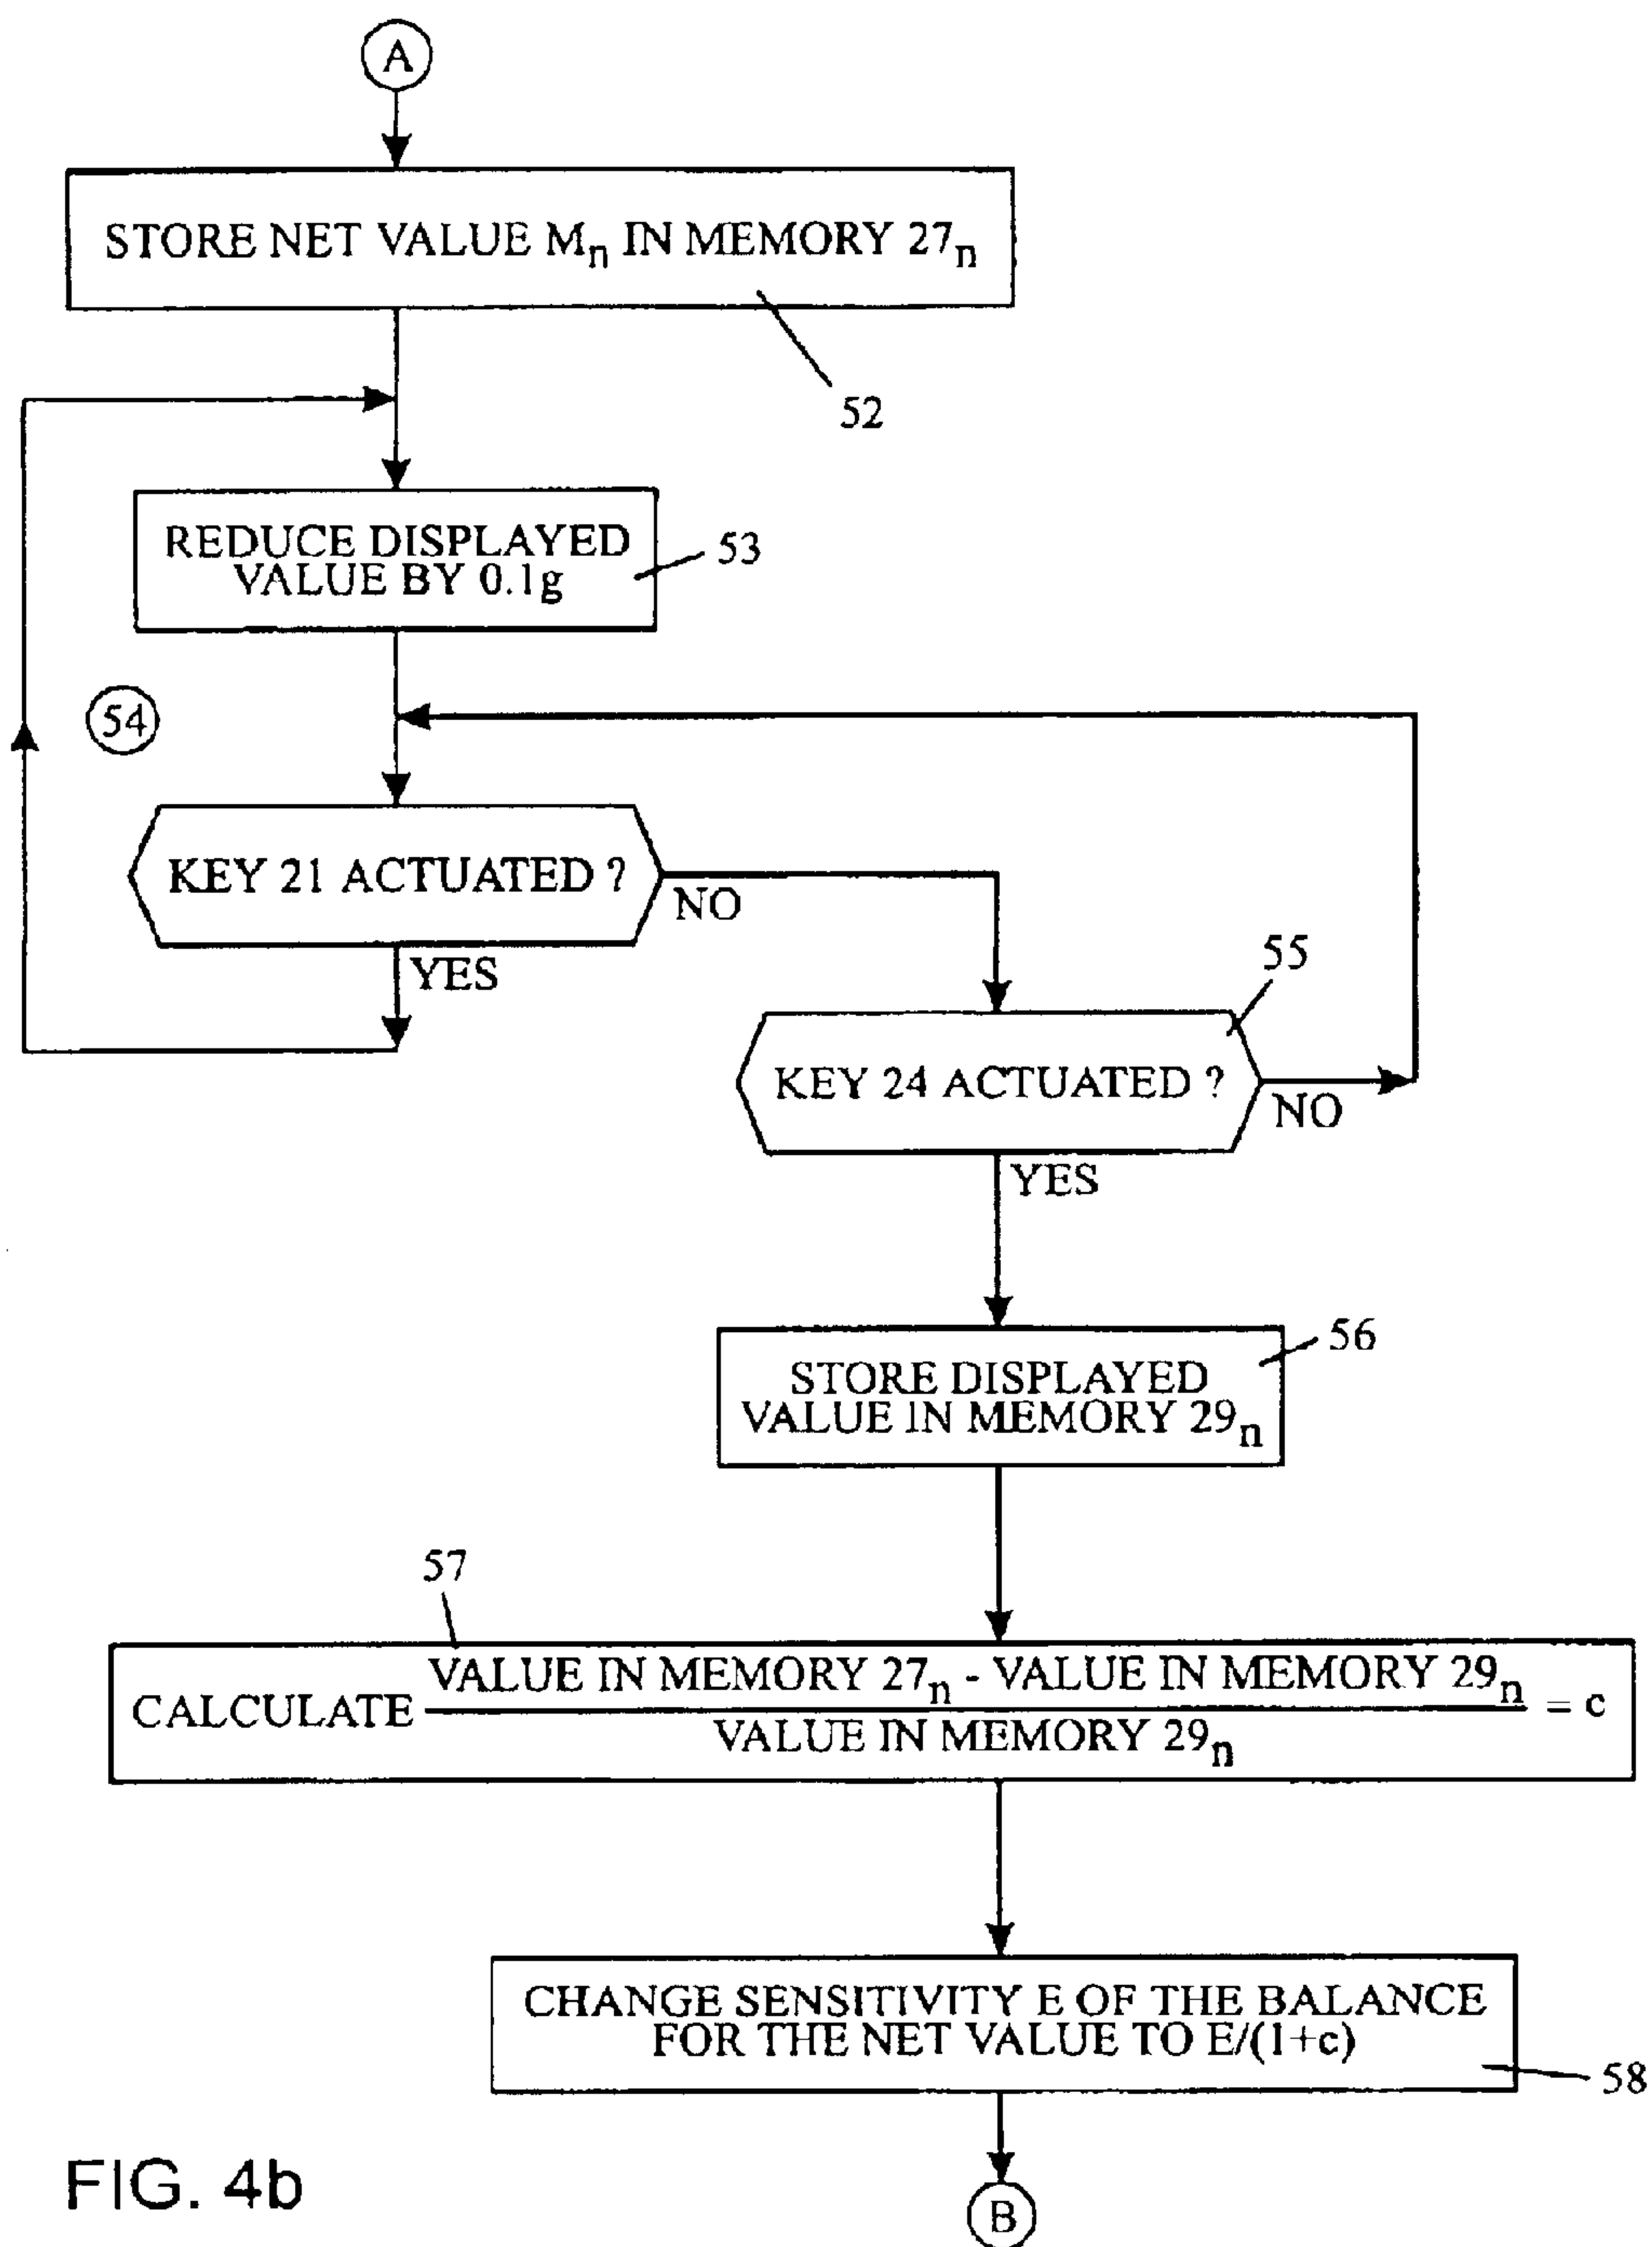 A
STORE NET VALUE Mn IN MEMORY 27n
52
REDUCE DISPLAYED
VALUE BY 0.1g
53
54
KEY 21 ACTUATED ?
NO
YES
55
KEY 24 ACTUATED ?
NO
YES
56
STORE DISPLAYED
VALUE IN MEMORY 29n
57
CALCULATE
VALUE IN MEMORY 27n - VALUE IN MEMORY 29n
VALUE IN MEMORY 29n
= c
CHANGE SENSITIVITY E OF THE BALANCE
FOR THE NET VALUE TO E/(1+c)
58
FIG. 4b
B